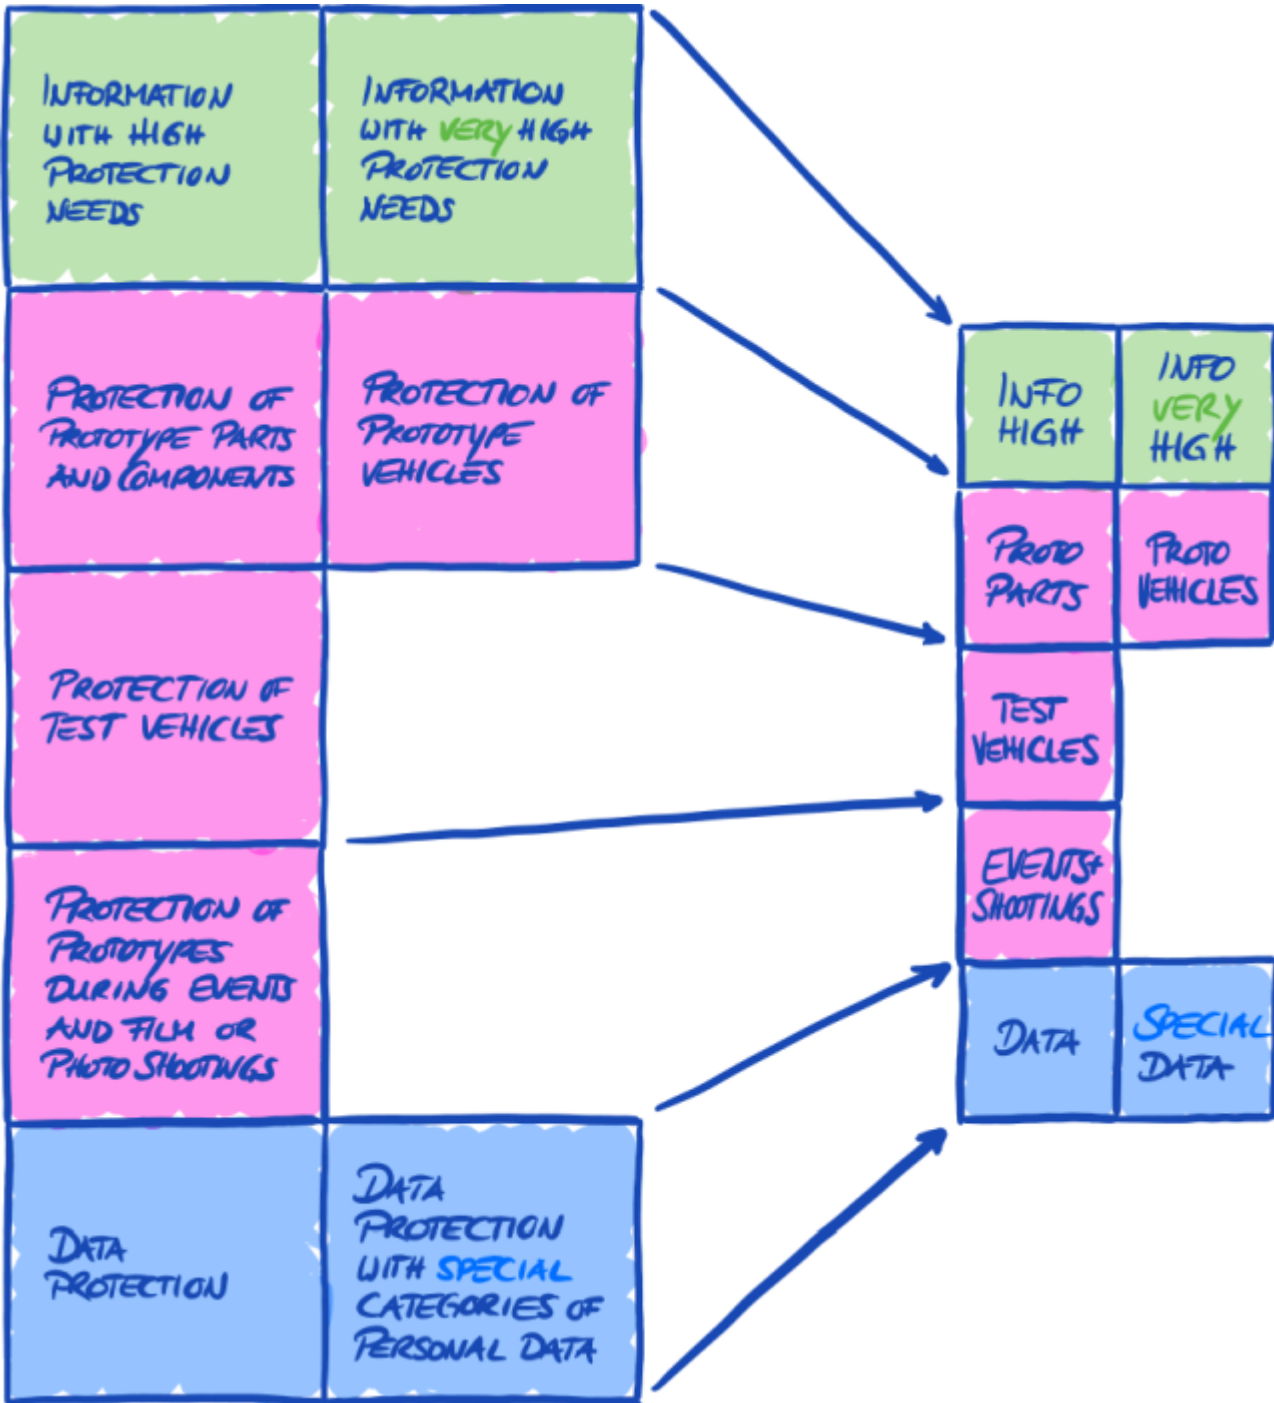 INFORMATION
WITH HIGH
PROTECTION
NEEDS
INFORMATION
WITH VERY HIGH
PROTECTION
NEEDS
PROTECTION OF
PROTOTYPE PARTS
AND COMPONENTS
PROTECTION OF
PROTOTYPE
VEHICLES
PROTECTION OF
TEST VEHICLES
PROTECTION OF
PROTOTYPES
DURING EVENTS
AND FILM OR
PHOTO SHOOTINGS
DATA
PROTECTION
DATA
PROTECTION
WITH SPECIAL
CATEGORIES OF
PERSONAL DATA
INFO
HIGH
INFO
VERY
HIGH
PROTO
PARTS
PROTO
VEHICLES
TEST
VEHICLES
EVENTS+
SHOOTINGS
DATA
SPECIAL
DATA